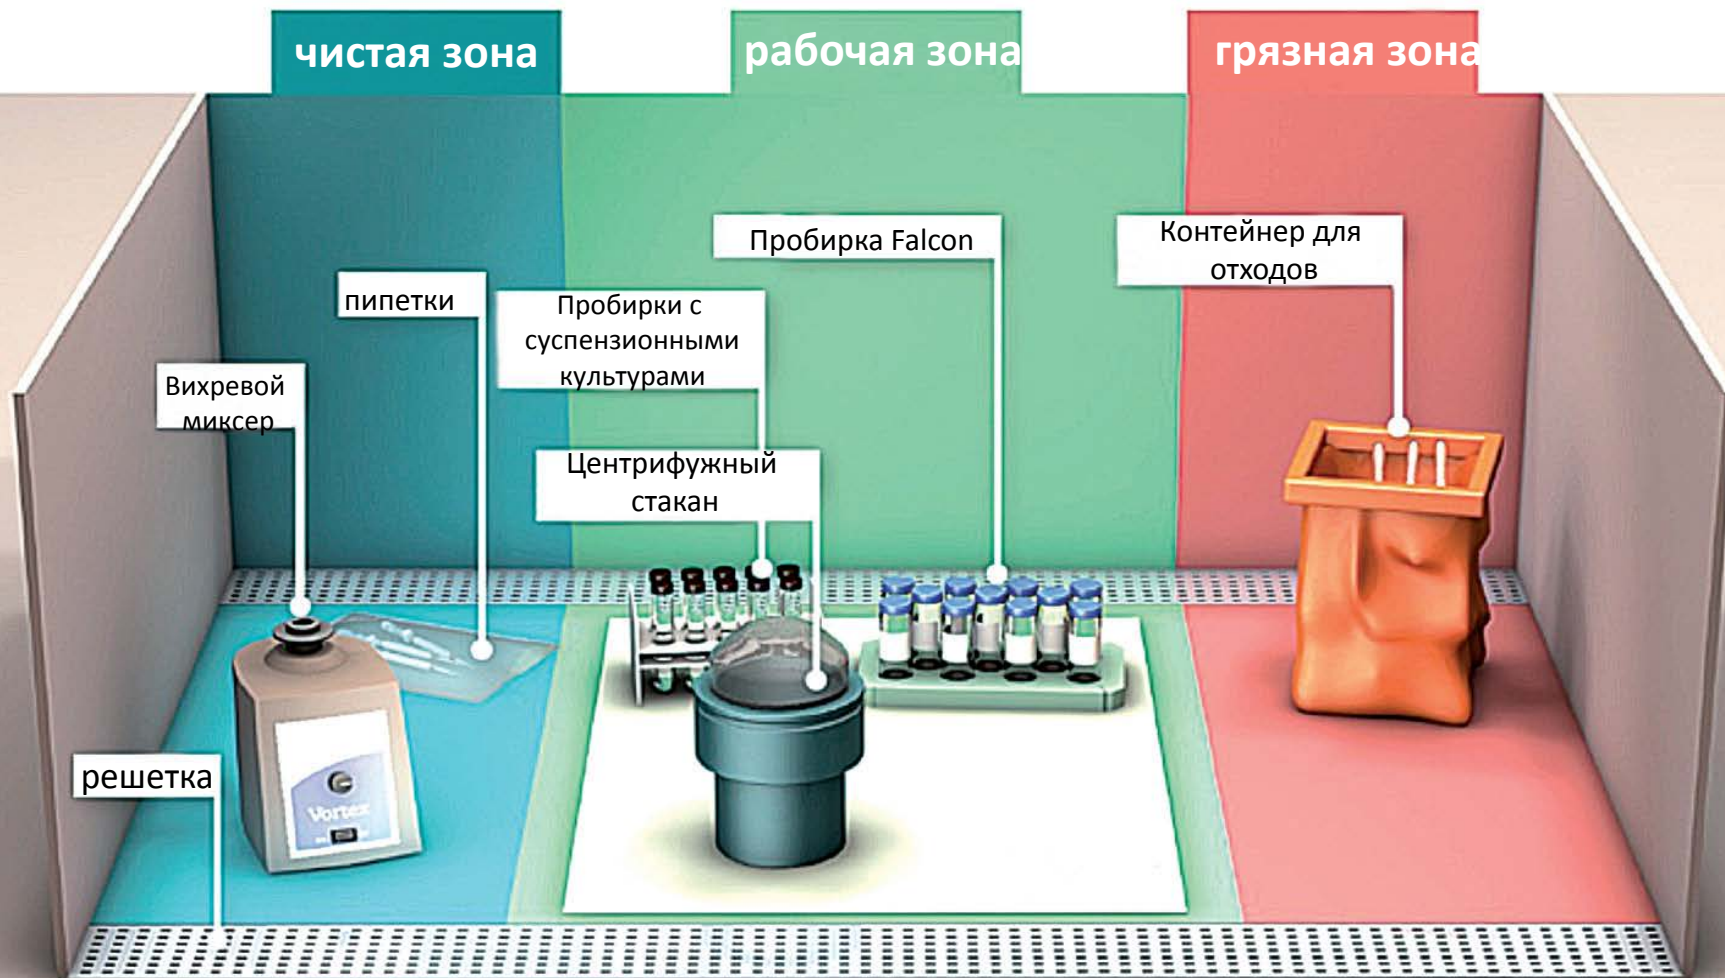 чистая зона
рабочая зона
грязная зона
Пробирка Falcon
Контейнер для
отходов
пипетки
Пробирки с
суспензионными
культурами
Вихревой
миксер
Центрифужный
стакан
решетка
Vortex